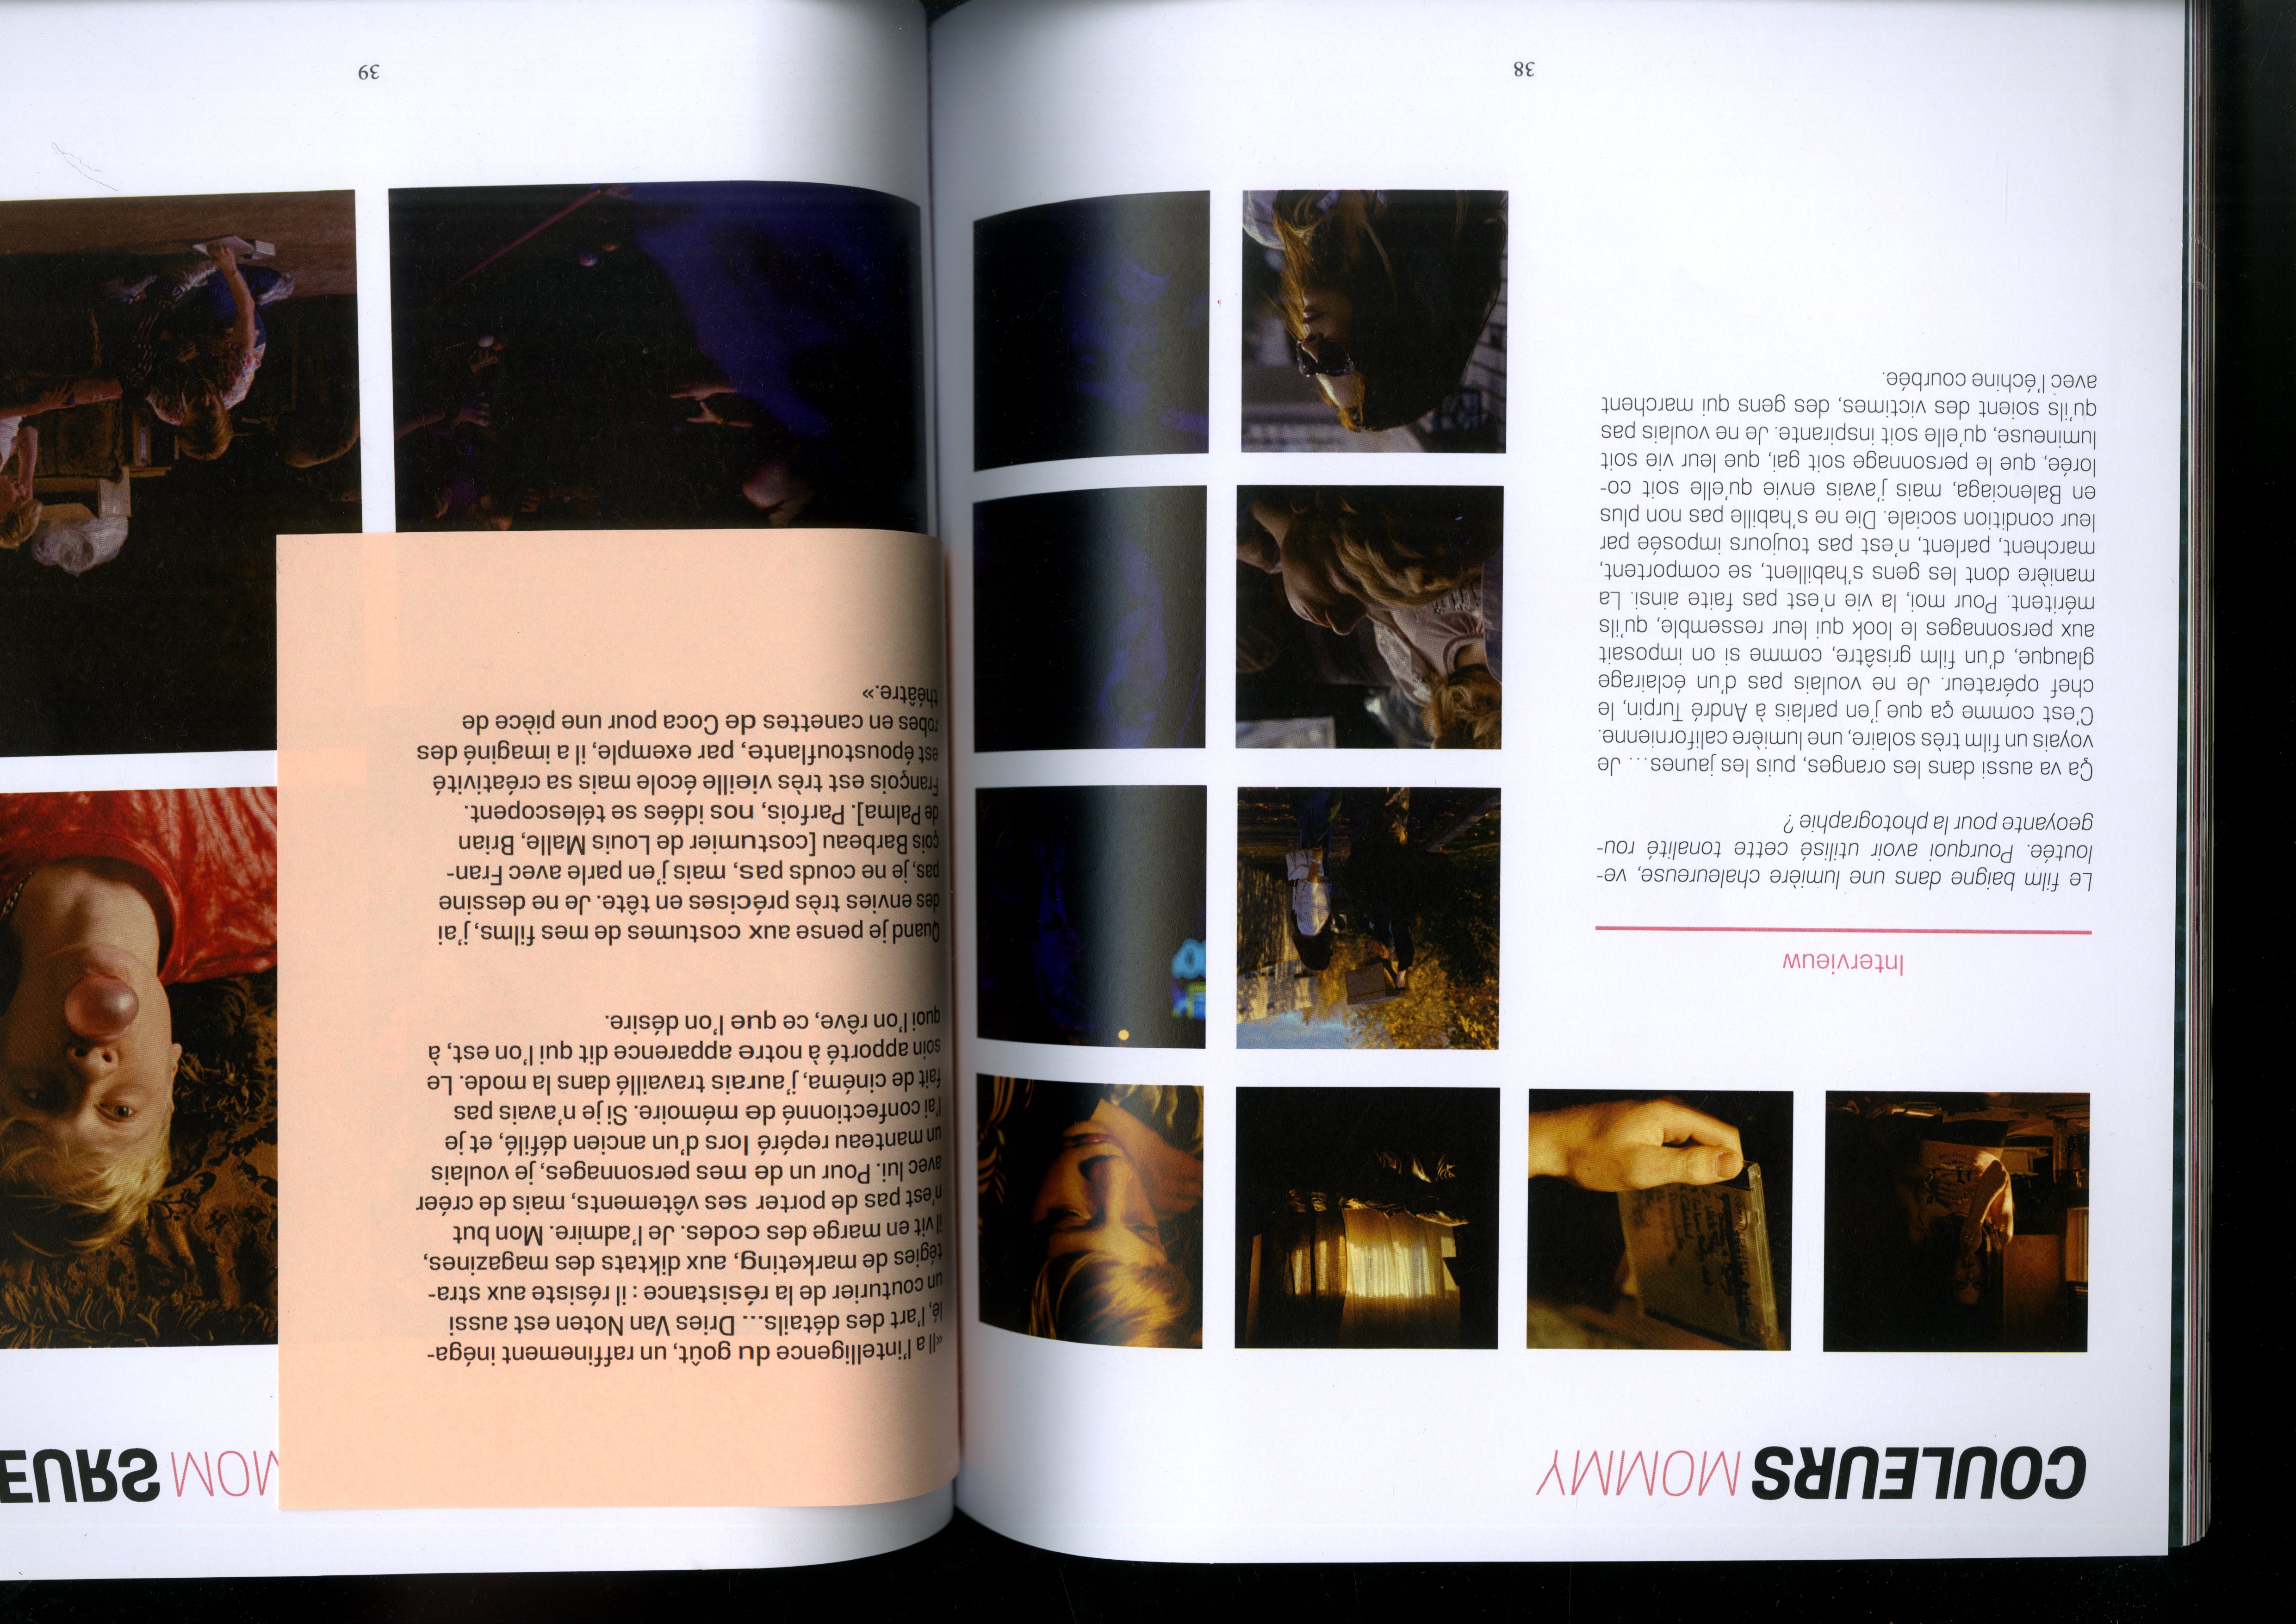 COULEURS MOMMY
Intervieuw
Le film baigne dans une lumière chaleureuse, ve-
loutée. Pourquoi avoir utilisé cette tonalité rou-
geoyante pour la photographie ?
Ça va aussi dans les oranges, puis les jaunes... Je
voyais un film très solaire, une lumière californienne.
C'est comme ça que j'en parlais à André Turpin, le
chef opérateur. Je ne voulais pas d'un éclairage
glauque, d'un film grisâtre, comme si on imposait
aux personnages le look qui leur ressemble, qu'ils
méritent. Pour moi, la vie n'est pas faite ainsi. La
manière dont les gens s'habillent, se comportent,
marchent, parlent, n'est pas toujours imposée par
leur condition sociale. Die ne s'habille pas non plus
en Balenciaga, mais j'avais envie qu'elle soit co-
lorée, que le personnage soit gai, que leur vie soit
lumineuse, qu'elle soit inspirante. Je ne voulais pas
qu'ils soient des victimes, des gens qui marchent
avec l'échine courbée.
38
«Il a l'intelligence du goût, un raffinement inéga-
lé, l'art des détails... Dries Van Noten est aussi
un couturier de la résistance : il résiste aux stra-
tégies de marketing, aux diktats des magazines,
il vit en marge des codes. Je l'admire. Mon but
n'est pas de porter ses vêtements, mais de créer
avec lui. Pour un de mes personnages, je voulais
un manteau repéré lors d'un ancien défilé, et je
l'ai confectionné de mémoire. Si je n'avais pas
fait de cinéma, j'aurais travaillé dans la mode. Le
soin apporté à notre apparence dit qui l'on est, à
quoi l'on rêve, ce que l'on désire.
Quand je pense aux costumes de mes films, j'ai
des envies très précises en tête. Je ne dessine
pas, je ne couds pas, mais j'en parle avec Fran-
çois Barbeau [costumier de Louis Malle, Brian
de Palma]. Parfois, nos idées se télescopent.
François est très vieille école mais sa créativité
est époustouflante, par exemple, il a imaginé des
robes en canettes de Coca pour une pièce de
théâtre.»
MOM EURS
39